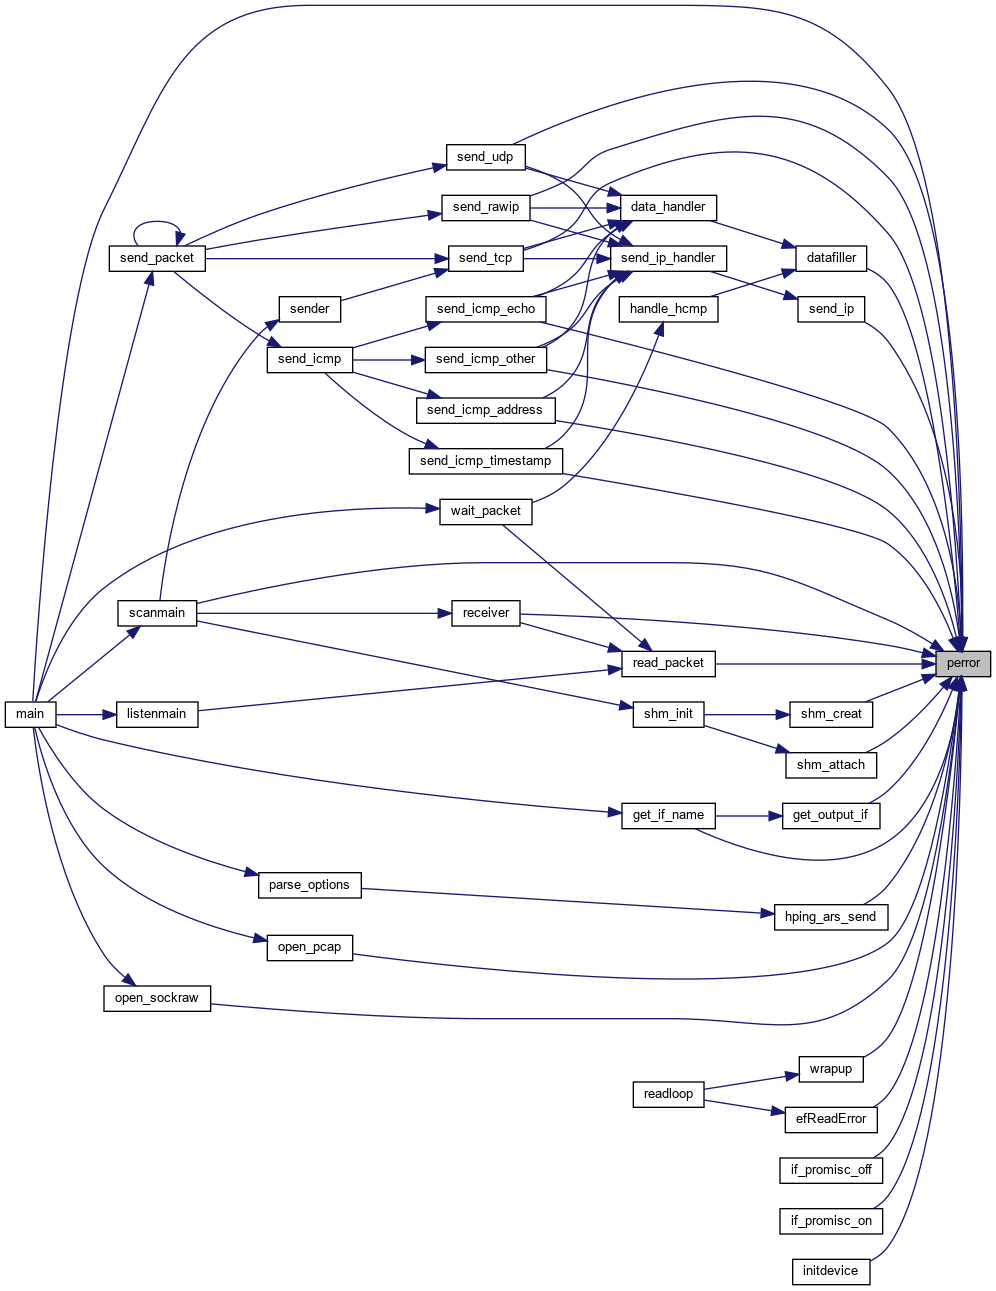 send_udp
send_rawip
data_handler
send_packet
send_tcp
send_ip_handler
datafiller
sender
send_icmp_echo
handle_hcmp
send_ip
send_icmp
send_icmp_other
send_icmp_address
send_icmp_timestamp
wait_packet
scanmain
receiver
read_packet
perror
main
listenmain
shm_init
shm_creat
shm_attach
get_if_name
get_output_if
parse_options
hping_ars_send
open_pcap
open_sockraw
wrapup
readloop
efReadError
if_promisc_off
if_promisc_on
initdevice